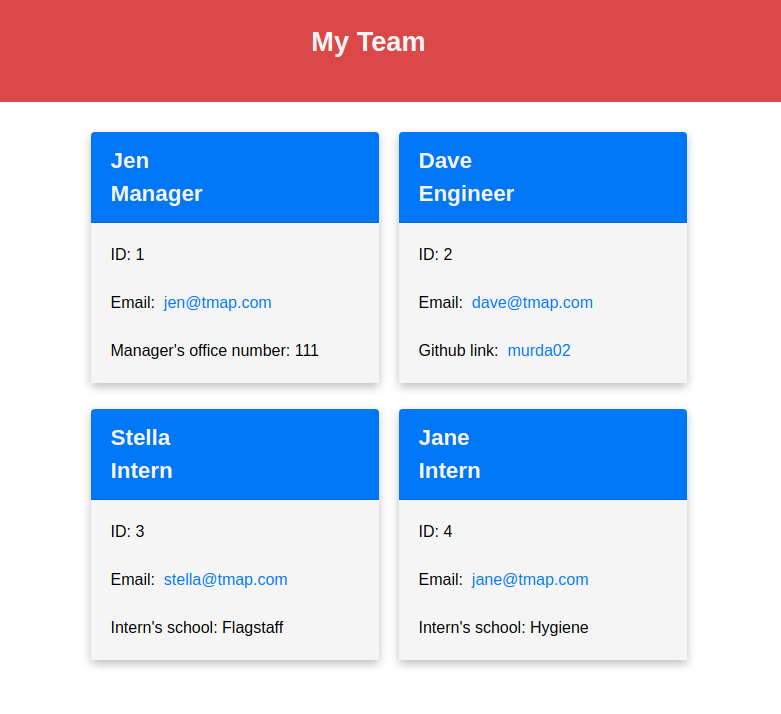 My Team
Jen
Manager
ID: 1
Email: jen@tmap.com
Manager's office number: 111
Dave
Engineer
ID: 2
Email: dave@tmap.com
Github link: murda02
Stella
Intern
ID: 3
Email: stella@tmap.com
Intern's school: Flagstaff
Jane
Intern
ID: 4
Email: jane@tmap.com
Intern's school: Hygiene